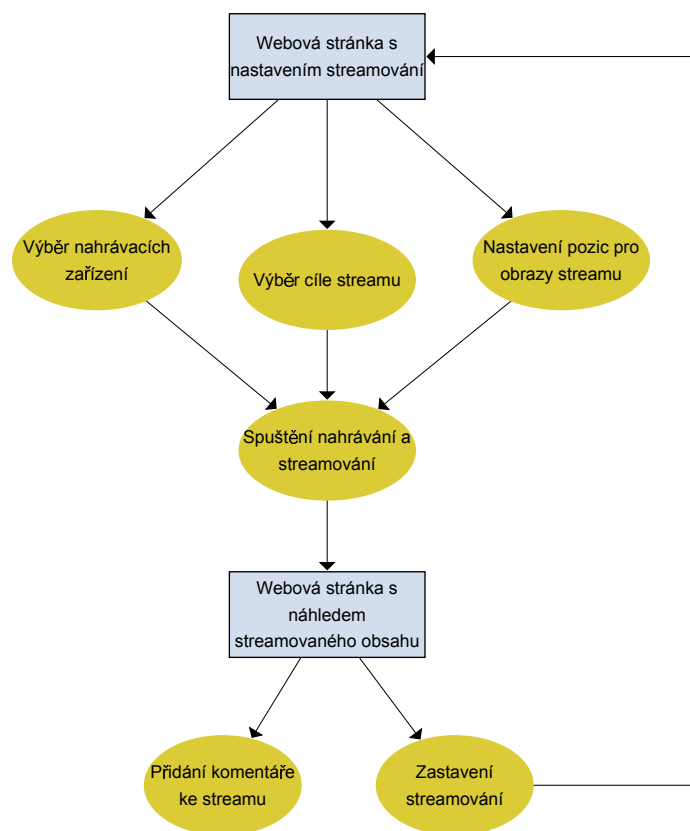 Webová stránka s
nastavením streamování
Výběr nahrávacích
zařízení
Výběr cíle streamu
Nastavení pozic pro
obrazy streamu
Spuštění nahrávání a
streamování
Webová stránka s
náhledem
streamovaného obsahu
Přidání komentáře
ke streamu
Zastavení
streamování